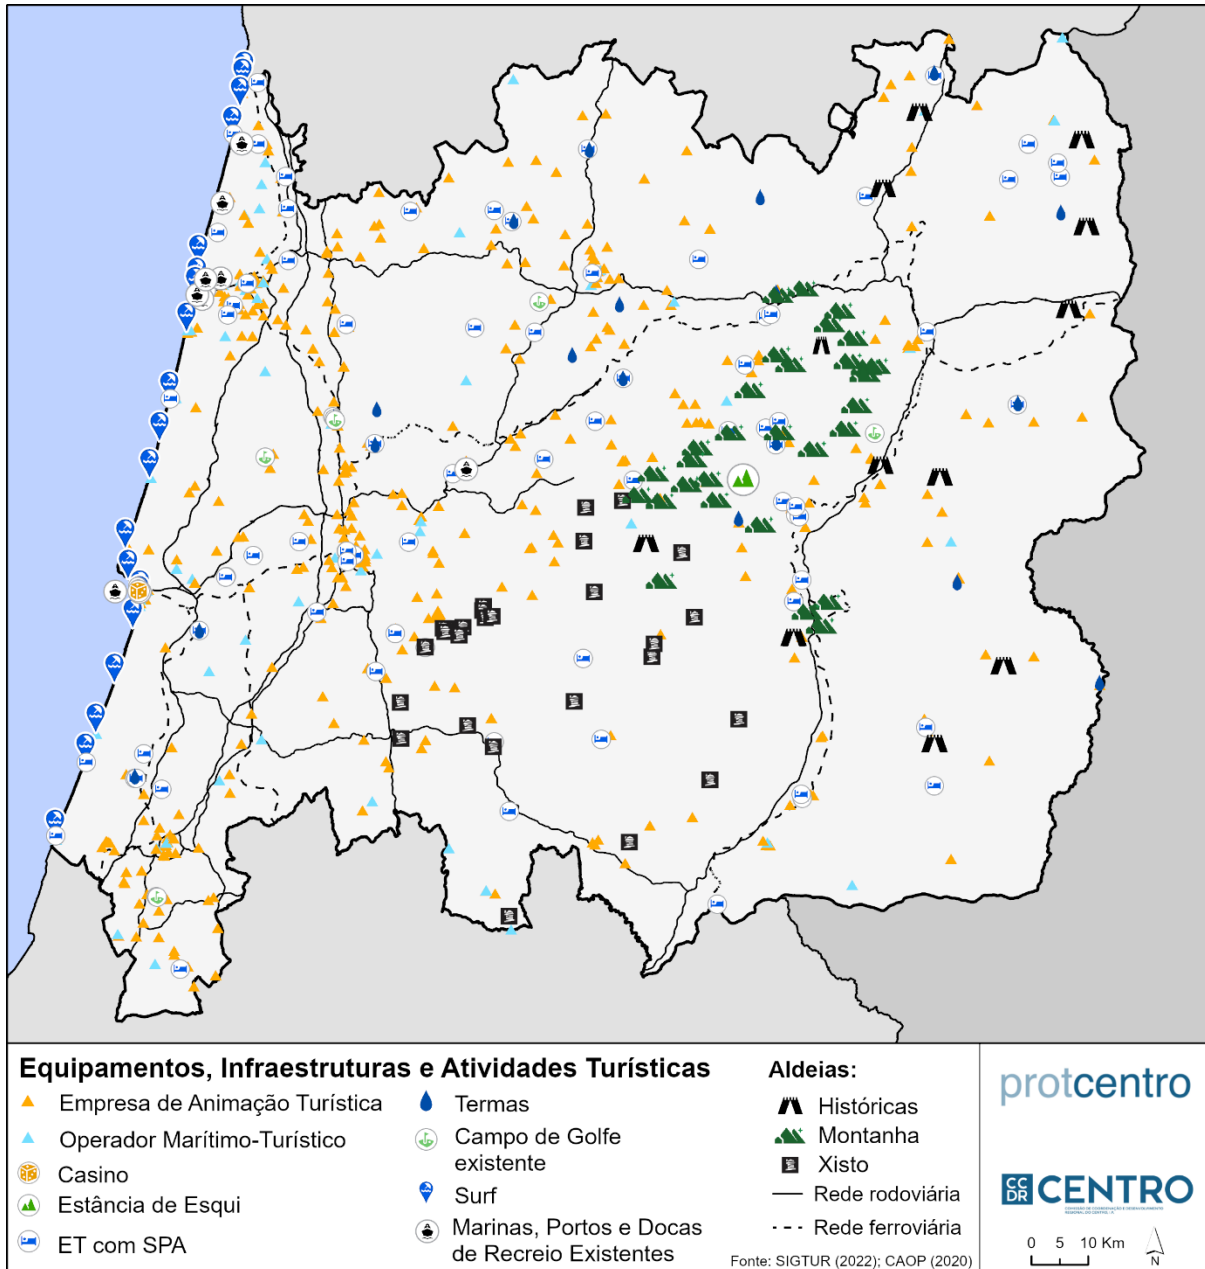 Equipamentos, Infraestruturas e Atividades Turísticas
Empresa de Animação Turística
Operador Marítimo-Turístico
Casino
Estância de Esqui
ET com SPA
Termas
Campo de Golfe
existente
Surf
Marinas, Portos e Docas
de Recreio Existentes
Aldeias:
Históricas
Montanha
Xisto
Rede rodoviária
Rede ferroviária
Fonte: SIGTUR (2022); CAOP (2020)
protcentro
CC
DR CENTRO
0 5 10 Km
N